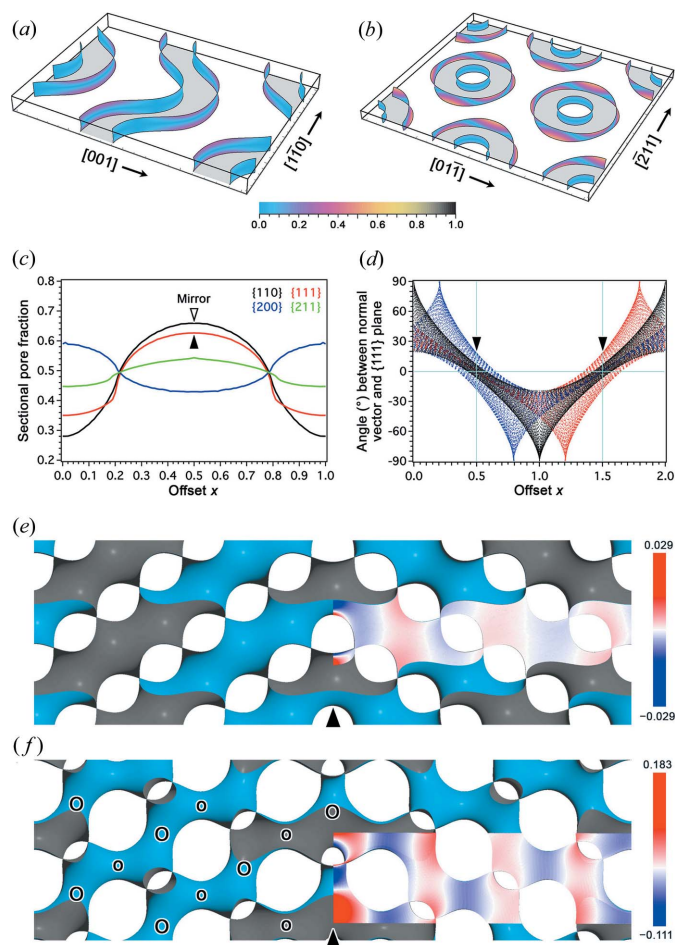 (a)
(b)
[001]
[11̄0]
[011̄]
[2̄11]
0.0 0.2 0.4 0.6 0.8 1.0
(c)
(d)
0.8
0.7
0.6
0.5
0.4
0.3
0.2
Sectional pore fraction
Mirror
{110} {111}
{200} {211}
0.0 0.1 0.2 0.3 0.4 0.5 0.6 0.7 0.8 0.9 1.0
Offset x
90
60
30
0
-30
-60
-90
Angle (°) between normal
vector and {111} plane
0.0 0.5 1.0 1.5 2.0
Offset x
(e)
0.029
−0.029
(f)
0.183
−0.111
O O O O O O O O O O O